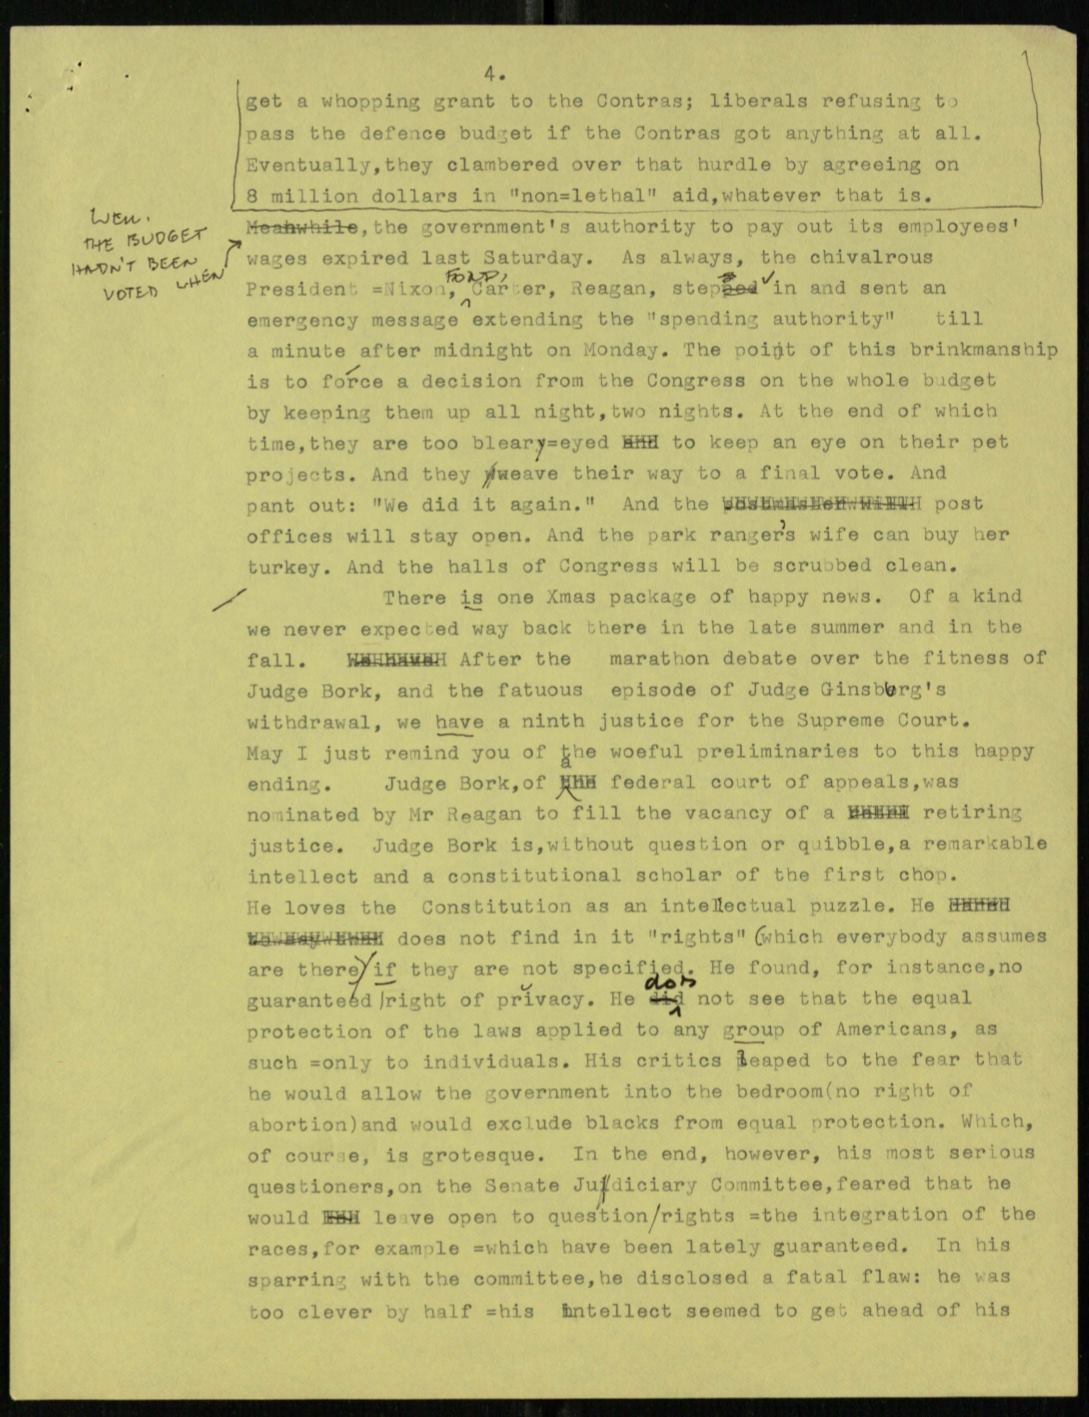 4.
get a whopping grant to the Contras; liberals refusing to
pass the defence budget if the Contras got anything at all.
Eventually,they clambered over that hurdle by agreeing on
8 million dollars in "non=lethal" aid,whatever that is.
WELL.
THE BUDGET
HADN'T BEEN
VOTED WHEN
Meahwhile,the government's authority to pay out its employees'
wages expired last Saturday. As always, the chivalrous
FORD,
President =Nixon, Carter, Reagan, stepped in and sent an
emergency message extending the "spending authority" till
a minute after midnight on Monday. The point of this brinkmanship
is to force a decision from the Congress on the whole budget
by keeping them up all night,two nights. At the end of which
time,they are too bleary=eyed to keep an eye on their pet
projects. And they weave their way to a final vote. And
pant out: "We did it again." And the post
offices will stay open. And the park ranger's wife can buy her
turkey. And the halls of Congress will be scrubbed clean.
There is one Xmas package of happy news. Of a kind
we never expected way back there in the late summer and in the
fall. After the marathon debate over the fitness of
Judge Bork, and the fatuous episode of Judge Ginsburg's
withdrawal, we have a ninth justice for the Supreme Court.
May I just remind you of the woeful preliminaries to this happy
ending. Judge Bork,of a federal court of appeals,was
nominated by Mr Reagan to fill the vacancy of a retiring
justice. Judge Bork is,without question or quibble,a remarkable
intellect and a constitutional scholar of the first chop.
He loves the Constitution as an intellectual puzzle. He
does not find in it "rights" (which everybody assumes
are there) if they are not specified. He found, for instance,no
guaranteed right of privacy. He did does not see that the equal
protection of the laws applied to any group of Americans, as
such =only to individuals. His critics leaped to the fear that
he would allow the government into the bedroom(no right of
abortion)and would exclude blacks from equal protection. Which,
of course, is grotesque. In the end, however, his most serious
questioners,on the Senate Judiciary Committee,feared that he
would leave open to question/rights =the integration of the
races,for example =which have been lately guaranteed. In his
sparring with the committee,he disclosed a fatal flaw: he was
too clever by half =his intellect seemed to get ahead of his